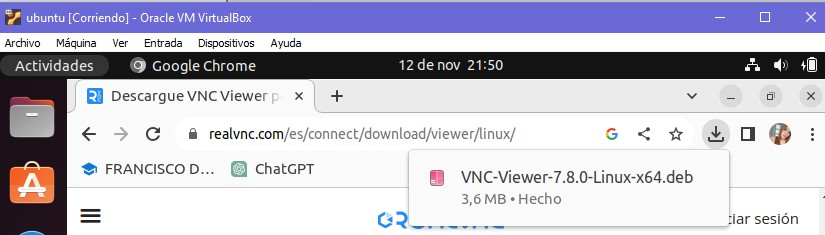 ubuntu [Corriendo] - Oracle VM VirtualBox
Archivo Máquina Ver Entrada Dispositivos Ayuda
Actividades Google Chrome 12 de nov 21:50
Descargue VNC Viewer p
realvnc.com/es/connect/download/viewer/linux/
FRANCISCO D... ChatGPT
VNC-Viewer-7.8.0-Linux-x64.deb
3,6 MB • Hecho
ciar sesión